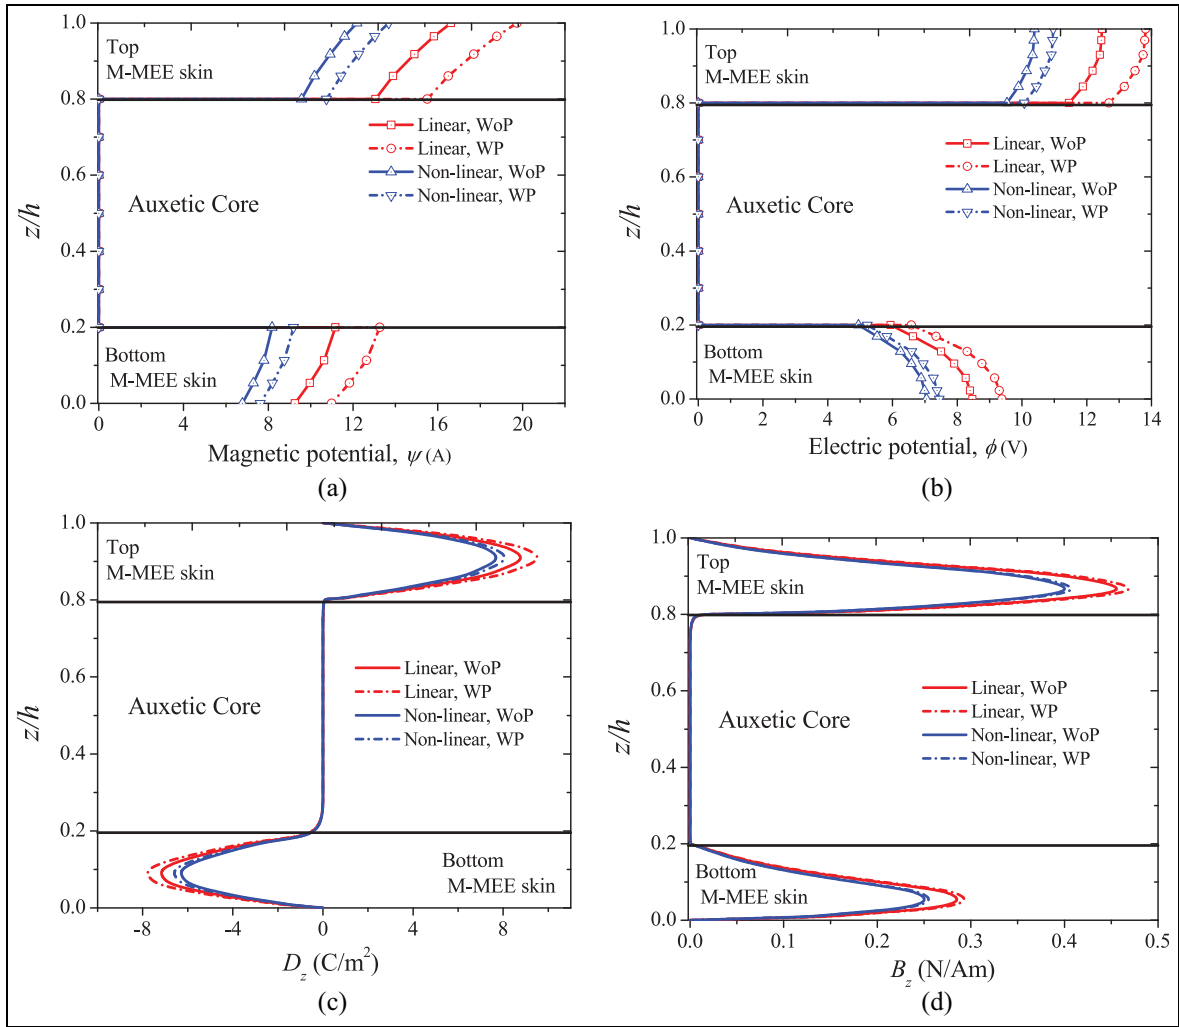 1.0
Top
M-MEE skin
0.8
Linear, WoP
Linear, WP
Non-linear, WoP
Non-linear, WP
0.6
Auxetic Core
z/h
0.4
0.2
Bottom
M-MEE skin
0.0
0 4 8 12 16 20
Magnetic potential, ψ (A)
(a)
1.0
Top
M-MEE skin
0.8
Linear, WoP
Linear, WP
Non-linear, WoP
Non-linear, WP
0.6
Auxetic Core
z/h
0.4
0.2
Bottom
M-MEE skin
0.0
0 2 4 6 8 10 12 14
Electric potential, ϕ (V)
(b)
1.0
Top
M-MEE skin
0.8
Linear, WoP
Linear, WP
Non-linear, WoP
Non-linear, WP
0.6
Auxetic Core
z/h
0.4
0.2
Bottom
M-MEE skin
0.0
-8 -4 0 4 8
D_z (C/m²)
(c)
1.0
Top
M-MEE skin
0.8
Linear, WoP
Linear, WP
Non-linear, WoP
Non-linear, WP
0.6
Auxetic Core
z/h
0.4
0.2
Bottom
M-MEE skin
0.0
0.0 0.1 0.2 0.3 0.4 0.5
B_z (N/Am)
(d)